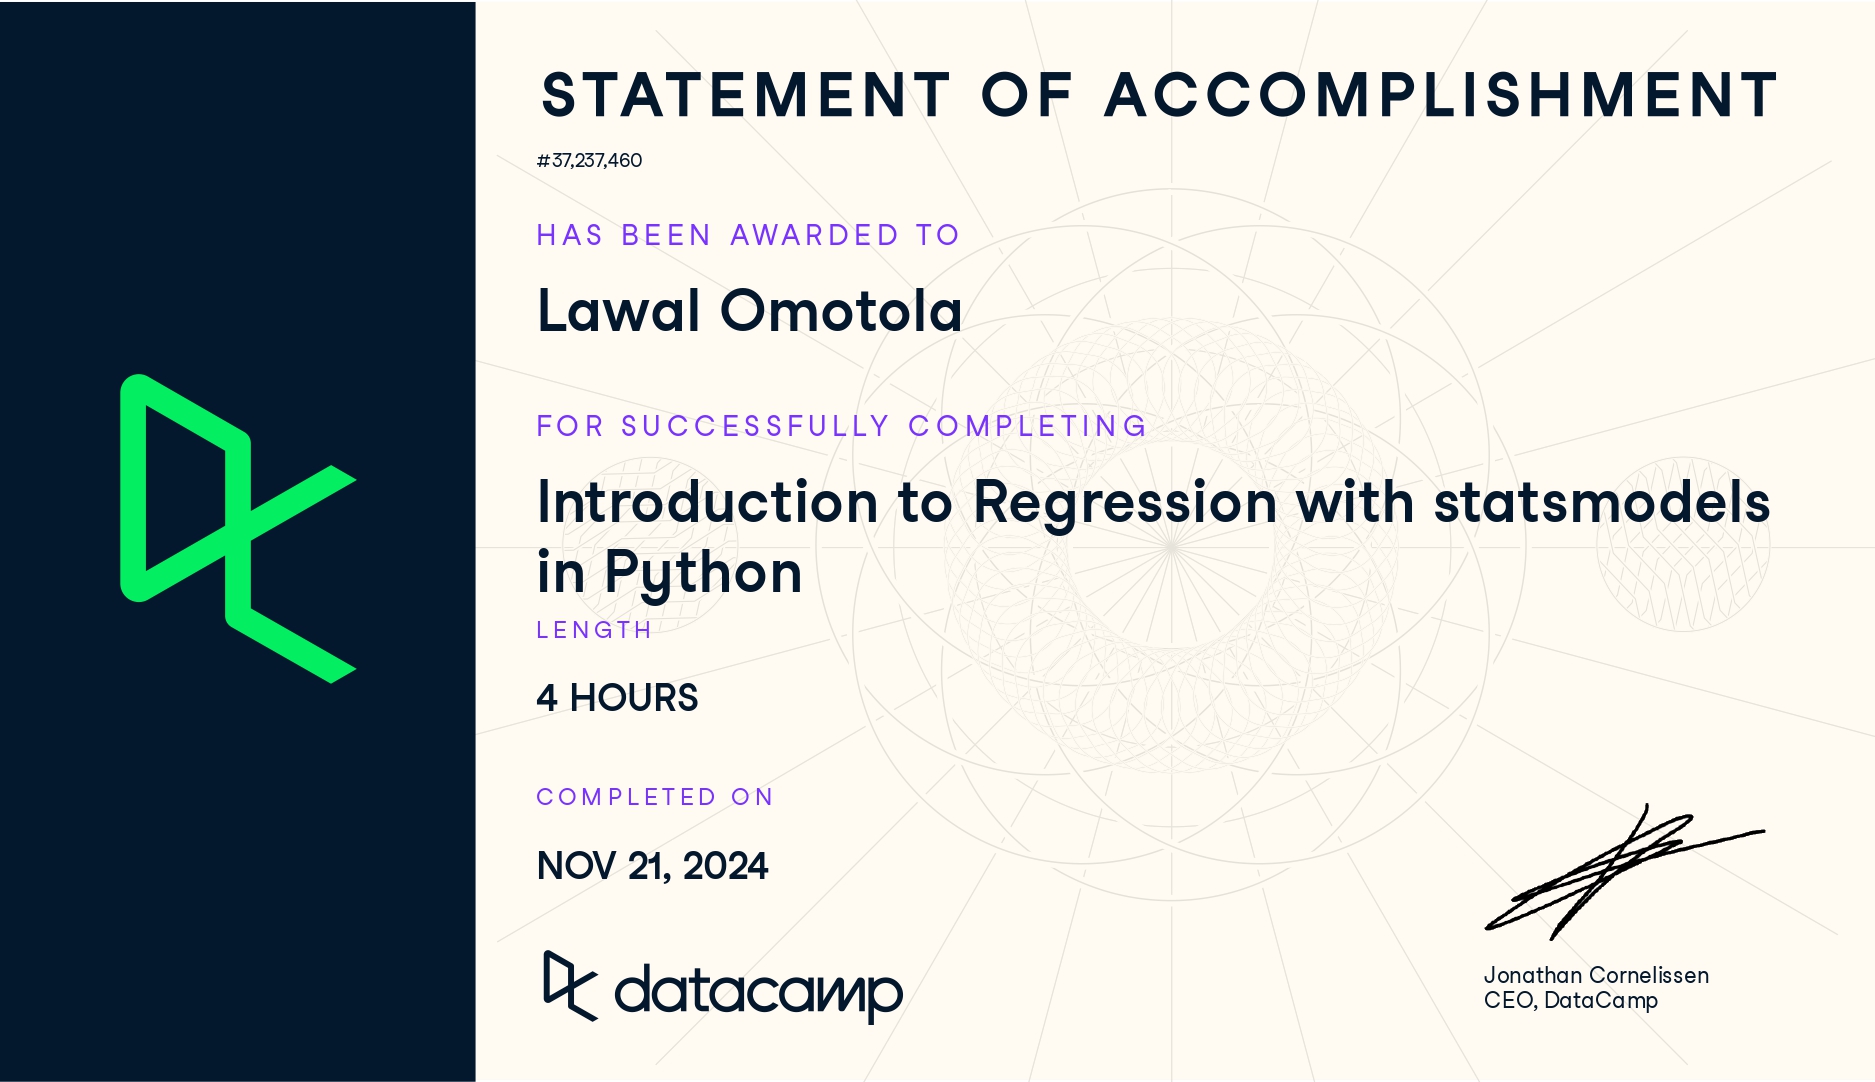 STATEMENT OF ACCOMPLISHMENT
#37,237,460
HAS BEEN AWARDED TO
Lawal Omotola
FOR SUCCESSFULLY COMPLETING
Introduction to Regression with statsmodels
in Python
LENGTH
4 HOURS
COMPLETED ON
NOV 21, 2024
datacamp
Jonathan Cornelissen
CEO, DataCamp